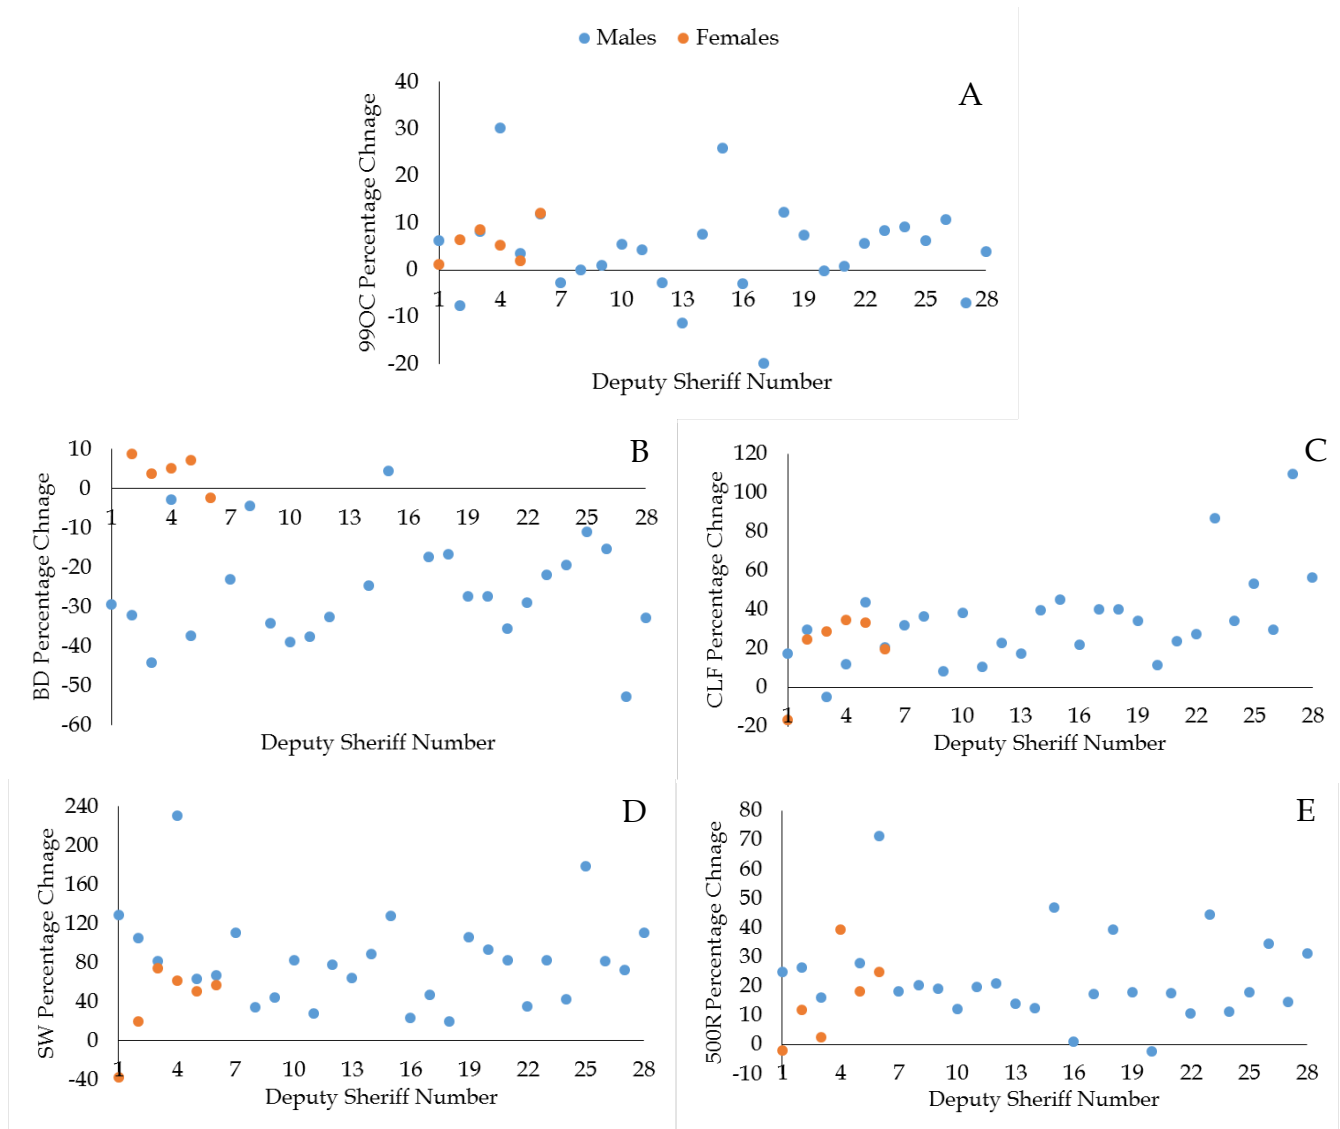 Males Females
A
99OC Percentage Chnage
40
30
20
10
0
-10
-20
1 4 7 10 13 16 19 22 25 28
Deputy Sheriff Number
B
BD Percentage Chnage
10
0
-10
-20
-30
-40
-50
-60
1 4 7 10 13 16 19 22 25 28
Deputy Sheriff Number
C
CLF Percentage Chnage
120
100
80
60
40
20
0
-20
1 4 7 10 13 16 19 22 25 28
Deputy Sheriff Number
D
SW Percentage Chnage
240
200
160
120
80
40
0
-40
1 4 7 10 13 16 19 22 25 28
Deputy Sheriff Number
E
500R Percentage Chnage
80
70
60
50
40
30
20
10
0
-10
1 4 7 10 13 16 19 22 25 28
Deputy Sheriff Number